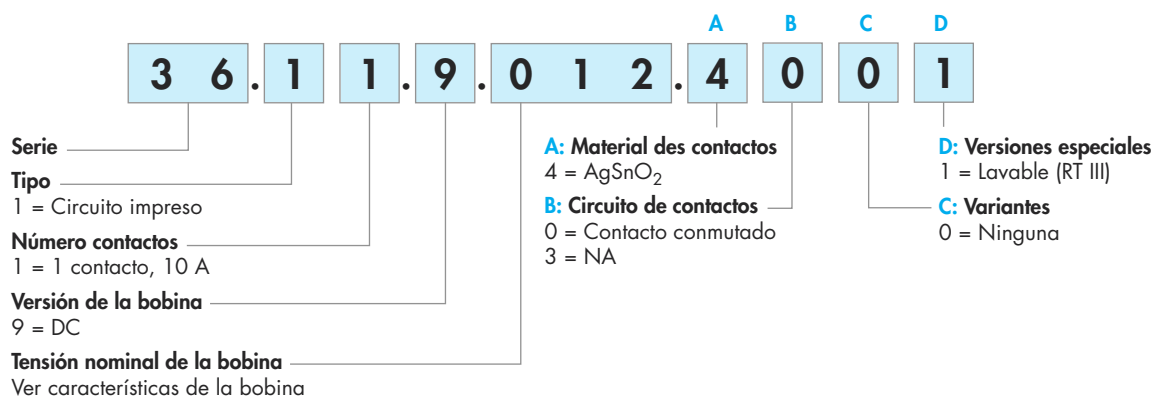 A B C D
3 6 . 1 1 . 9 . 0 1 2 . 4 0 0 1
Serie
Tipo
1 = Circuito impreso
Número contactos
1 = 1 contacto, 10 A
Versión de la bobina
9 = DC
Tensión nominal de la bobina
Ver características de la bobina
A: Material des contactos
4 = AgSnO2
B: Circuito de contactos
0 = Contacto conmutado
3 = NA
D: Versiones especiales
1 = Lavable (RT III)
C: Variantes
0 = Ninguna